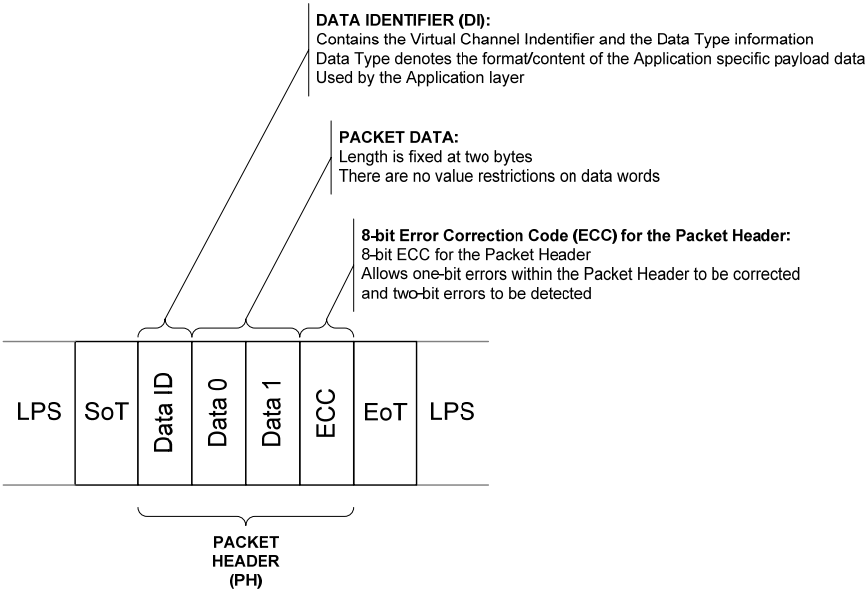 DATA IDENTIFIER (DI):
Contains the Virtual Channel Indentifier and the Data Type information
Data Type denotes the format/content of the Application specific payload data
Used by the Application layer
PACKET DATA:
Length is fixed at two bytes
There are no value restrictions on data words
8-bit Error Correction Code (ECC) for the Packet Header:
8-bit ECC for the Packet Header
Allows one-bit errors within the Packet Header to be corrected
and two-bit errors to be detected
LPS
SoT
Data ID
Data 0
Data 1
ECC
EoT
LPS
PACKET
HEADER
(PH)